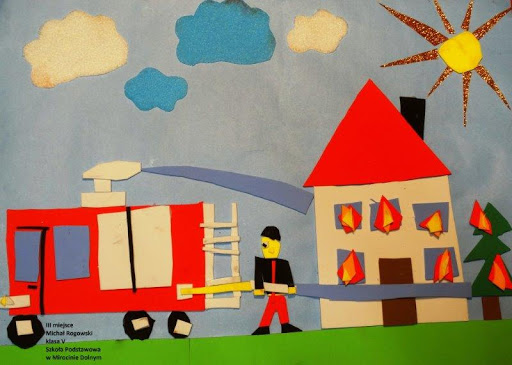 III miejsce
Michał Rogowski
klasa V
Szkoła Podstawowa
w Mirocinie Dolnym